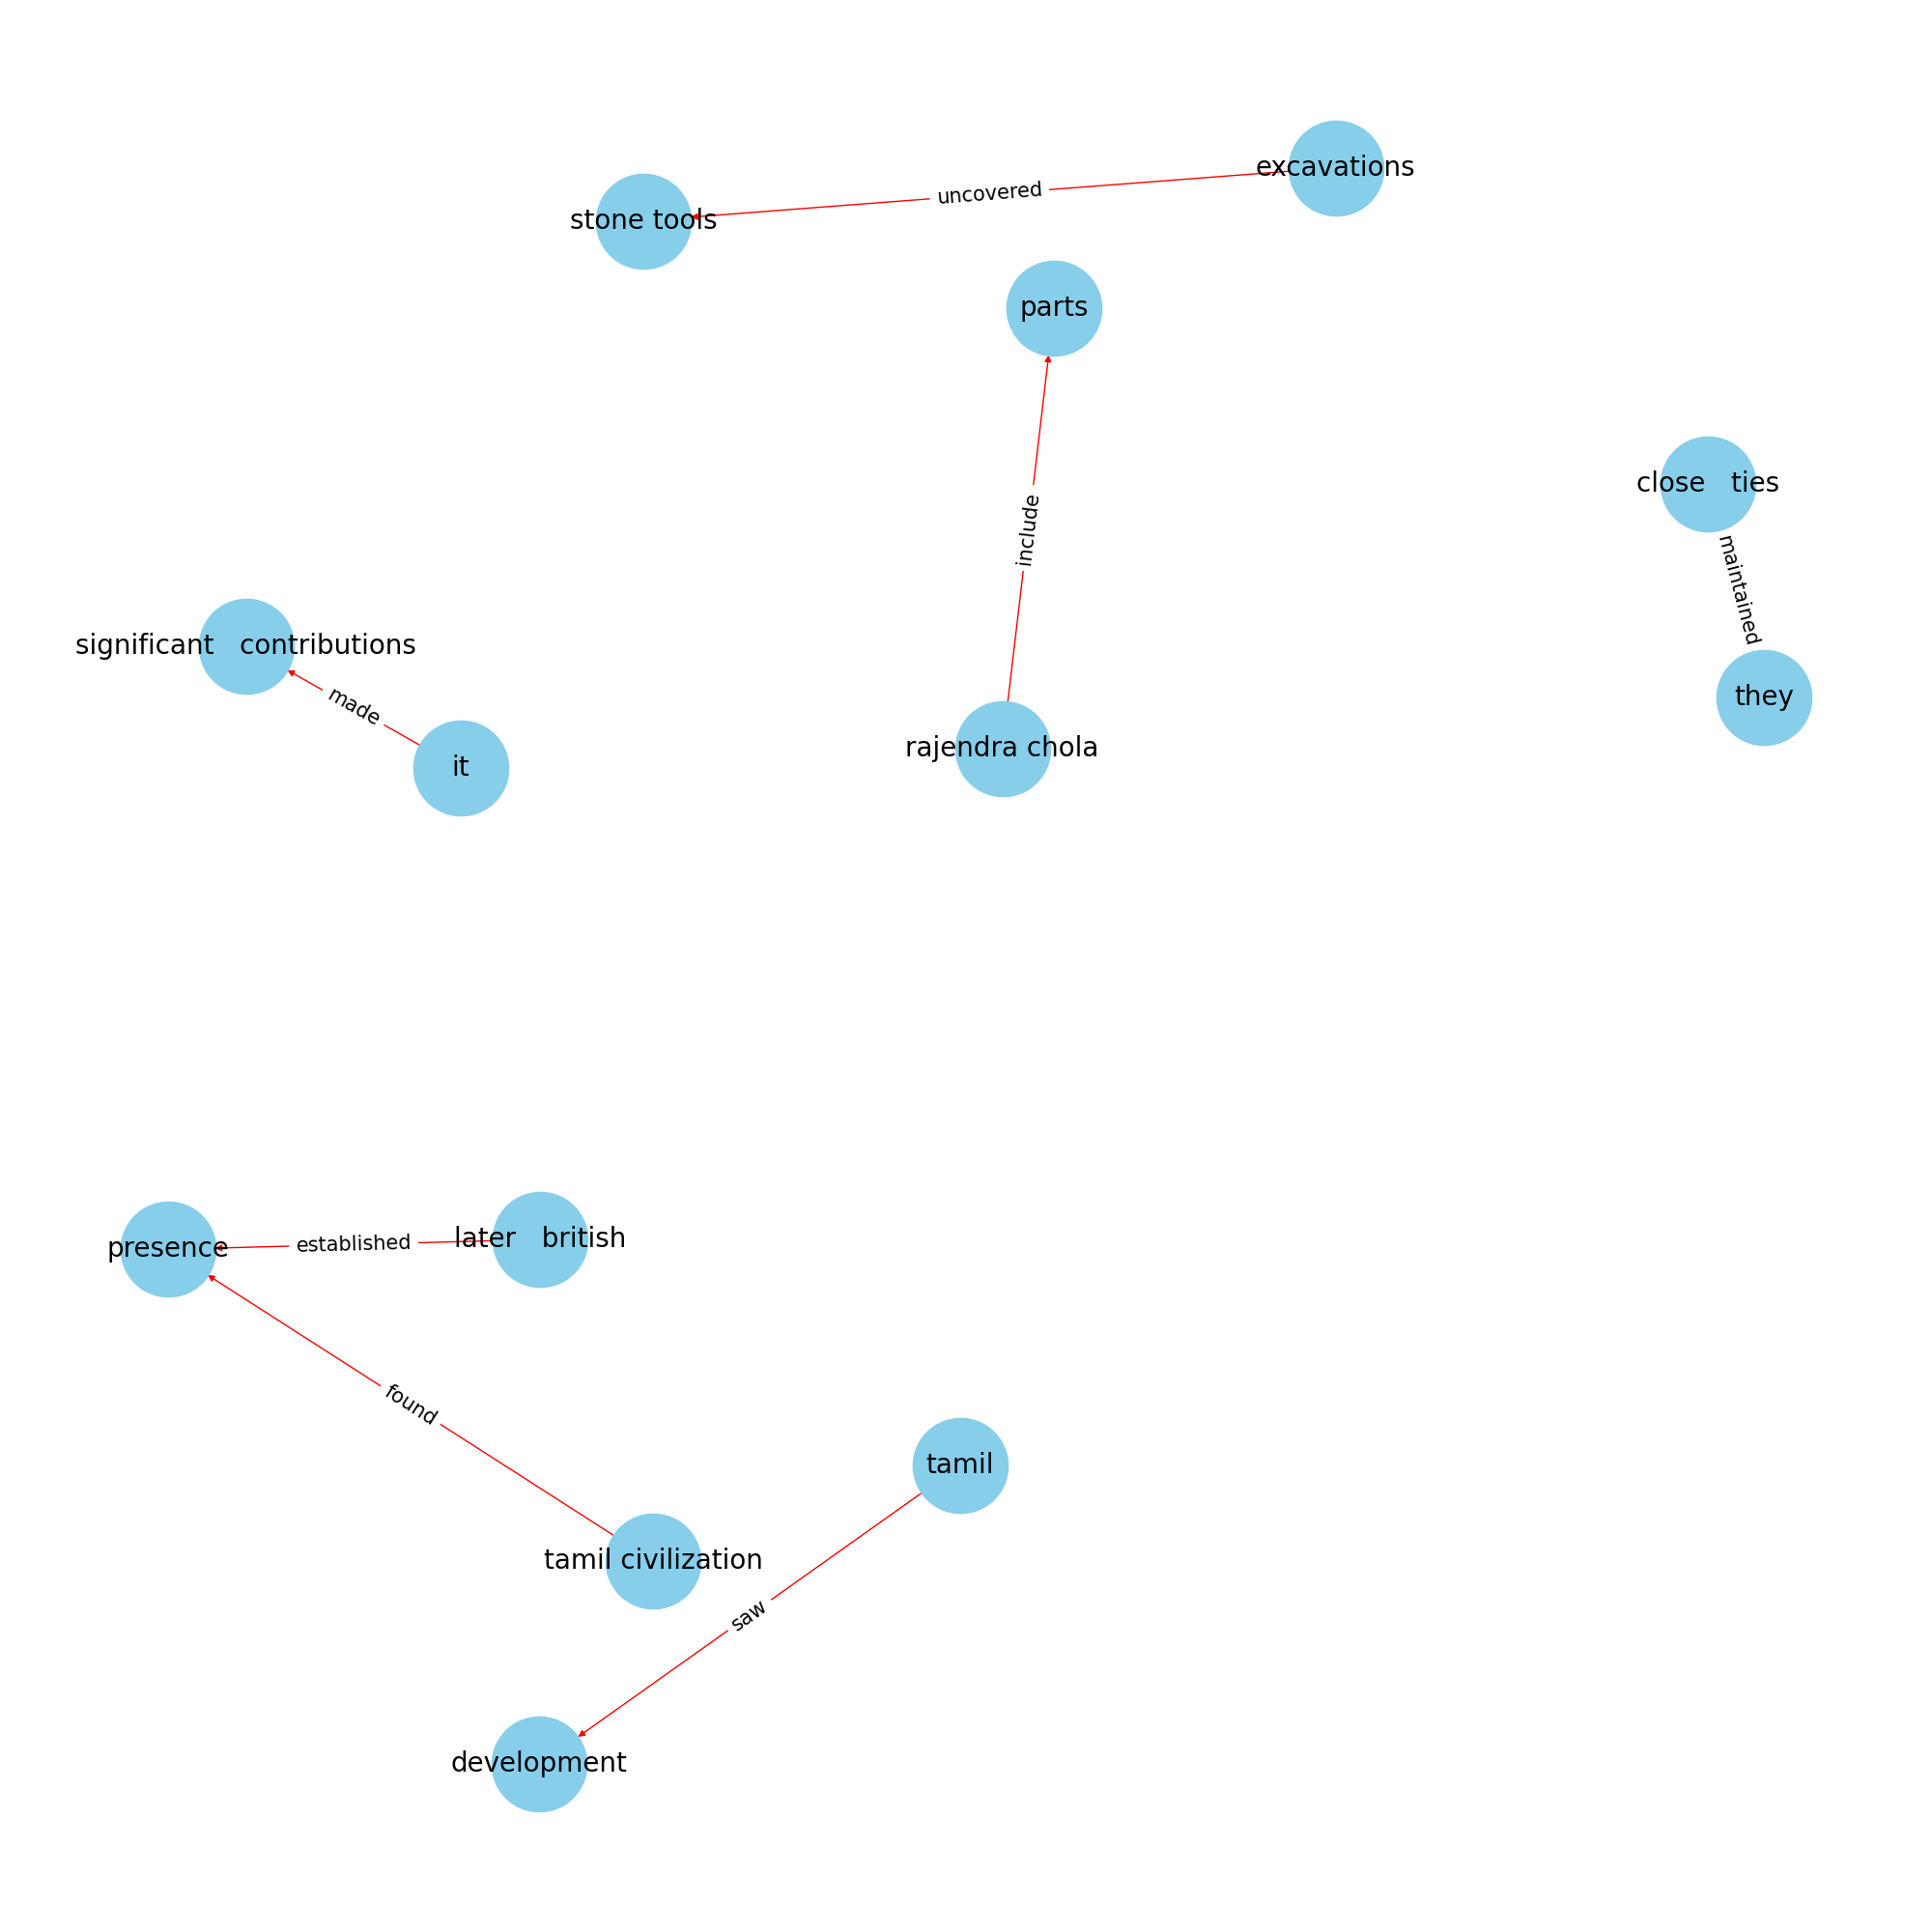 excavations
uncovered
stone tools
parts
include
close   ties
maintained
significant   contributions
made
they
rajendra chola
it
later   british
established
presence
found
tamil
tamil civilization
saw
development